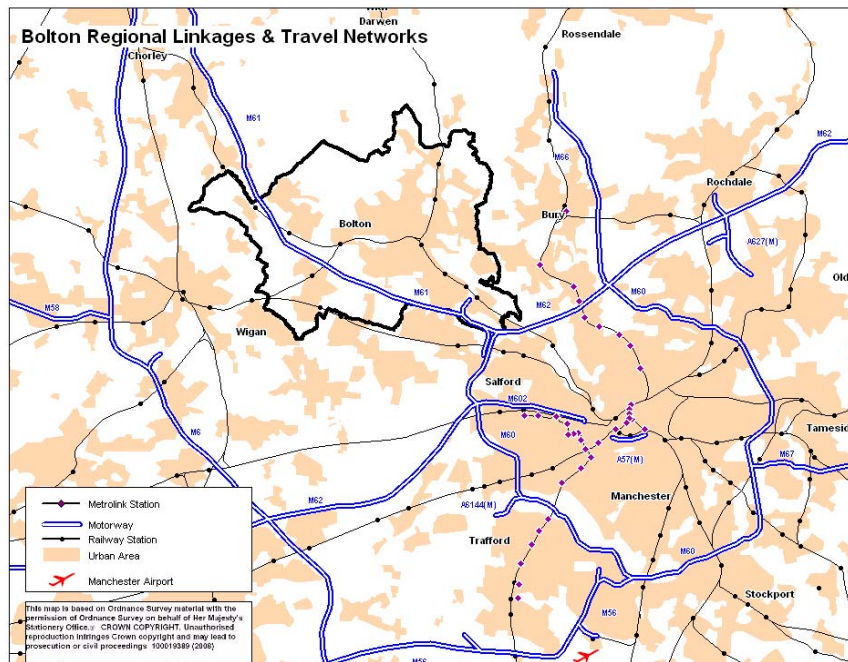 With
Darwen
Bolton Regional Linkages & Travel Networks
Rossendale
Chorley
M61
M62
M66
Rochdale
Bury
Bolton
A627(M)
Old
M61
M62
M60
M58
Wigan
Salford
M602
M6
M60
A57(M)
Tameside
M67
Manchester
M62
A6144(M)
Trafford
M60
Stockport
M56
M56
Metrolink Station
Motorway
Railway Station
Urban Area
Manchester Airport
This map is based on Ordnance Survey material with the
permission of Ordnance Survey on behalf of Her Majesty's
Stationery Office.© CROWN COPYRIGHT. Unauthorised
reproduction infringes Crown copyright and may lead to
prosecution or civil proceedings 100019389 (2008)